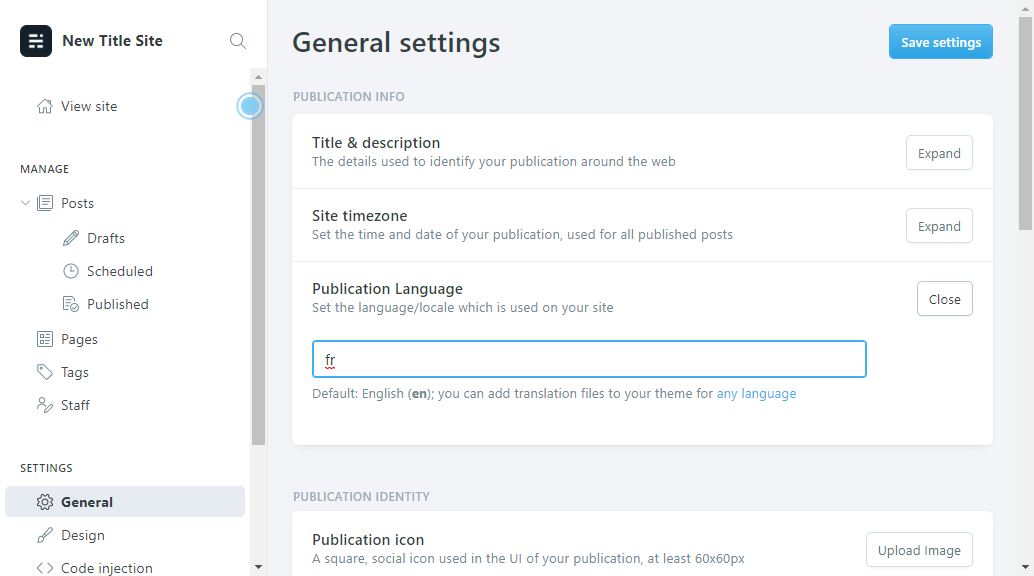 New Title Site
View site
MANAGE
Posts
Drafts
Scheduled
Published
Pages
Tags
Staff
SETTINGS
General
Design
Code injection
General settings
Save settings
PUBLICATION INFO
Title & description
The details used to identify your publication around the web
Expand
Site timezone
Set the time and date of your publication, used for all published posts
Expand
Publication Language
Set the language/locale which is used on your site
Close
fr
Default: English (en); you can add translation files to your theme for any language
PUBLICATION IDENTITY
Publication icon
A square, social icon used in the UI of your publication, at least 60x60px
Upload Image